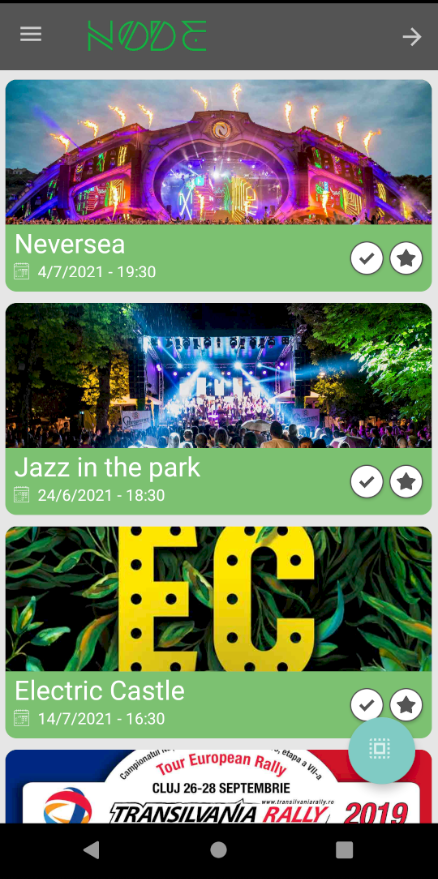 NODE
Neversea
4/7/2021 - 19:30
Jazz in the park
24/6/2021 - 18:30
EC
Electric Castle
14/7/2021 - 16:30
etapa a VII-a
Tour European Rally
CLUJ 26-28 SEPTEMBRIE
www.transilvaniarally.ro
TRANSILVANIA RALLY 2019